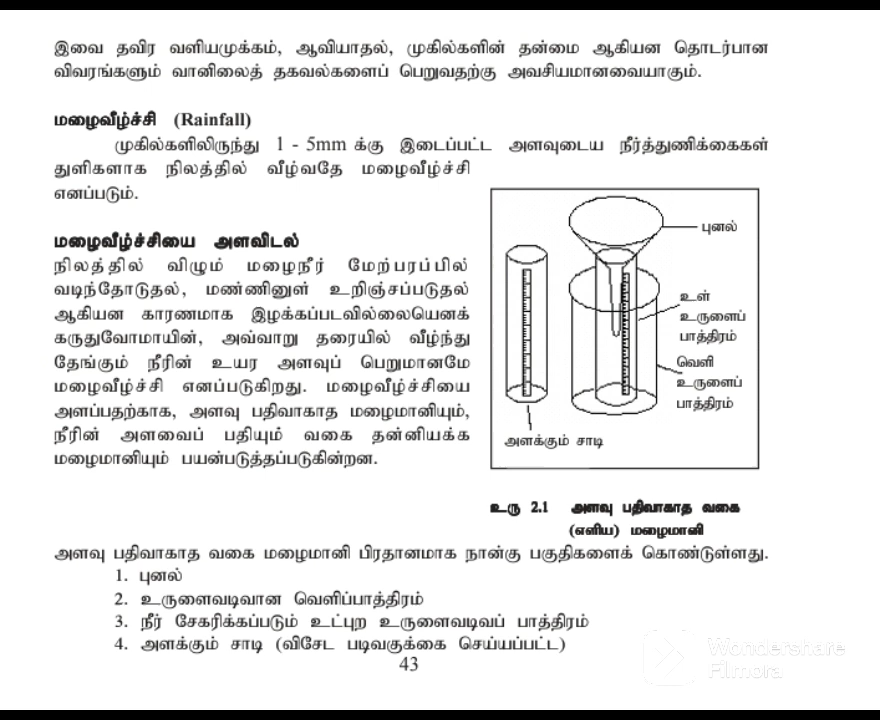 இவை தவிர வளியமுக்கம், ஆவியாதல், முகில்களின் தன்மை ஆகியன தொடர்பான
விவரங்களும் வானிலைத் தகவல்களைப் பெறுவதற்கு அவசியமானவையாகும்.
மழைவீழ்ச்சி (Rainfall)
முகில்களிலிருந்து 1 - 5mm க்கு இடைப்பட்ட அளவுடைய நீர்த்துணிக்கைகள்
துளிகளாக நிலத்தில் வீழ்வதே மழைவீழ்ச்சி
எனப்படும்.
மழைவீழ்ச்சியை அளவிடல்
நிலத்தில் விழும் மழைநீர் மேற்பரப்பில்
வடிந்தோடுதல், மண்ணினுள் உறிஞ்சப்படுதல்
ஆகியன காரணமாக இழக்கப்படவில்லையெனக்
கருதுவோமாயின், அவ்வாறு தரையில் வீழ்ந்து
தேங்கும் நீரின் உயர அளவுப் பெறுமானமே
மழைவீழ்ச்சி எனப்படுகிறது. மழைவீழ்ச்சியை
அளப்பதற்காக, அளவு பதிவாகாத மழைமானியும்,
நீரின் அளவைப் பதியும் வகை தன்னியக்க
மழைமானியும் பயன்படுத்தப்படுகின்றன.
புனல்
உள்
உருளைப்
பாத்திரம்
வெளி
உருளைப்
பாத்திரம்
அளக்கும் சாடி
உரு 2.1 அளவு பதிவாகாத வகை
(எளிய) மழைமானி
அளவு பதிவாகாத வகை மழைமானி பிரதானமாக நான்கு பகுதிகளைக் கொண்டுள்ளது.
1. புனல்
2. உருளைவடிவான வெளிப்பாத்திரம்
3. நீர் சேகரிக்கப்படும் உட்புற உருளைவடிவப் பாத்திரம்
4. அளக்கும் சாடி (விசேட படிவகுக்கை செய்யப்பட்ட)
43
Wondershare
Filmora